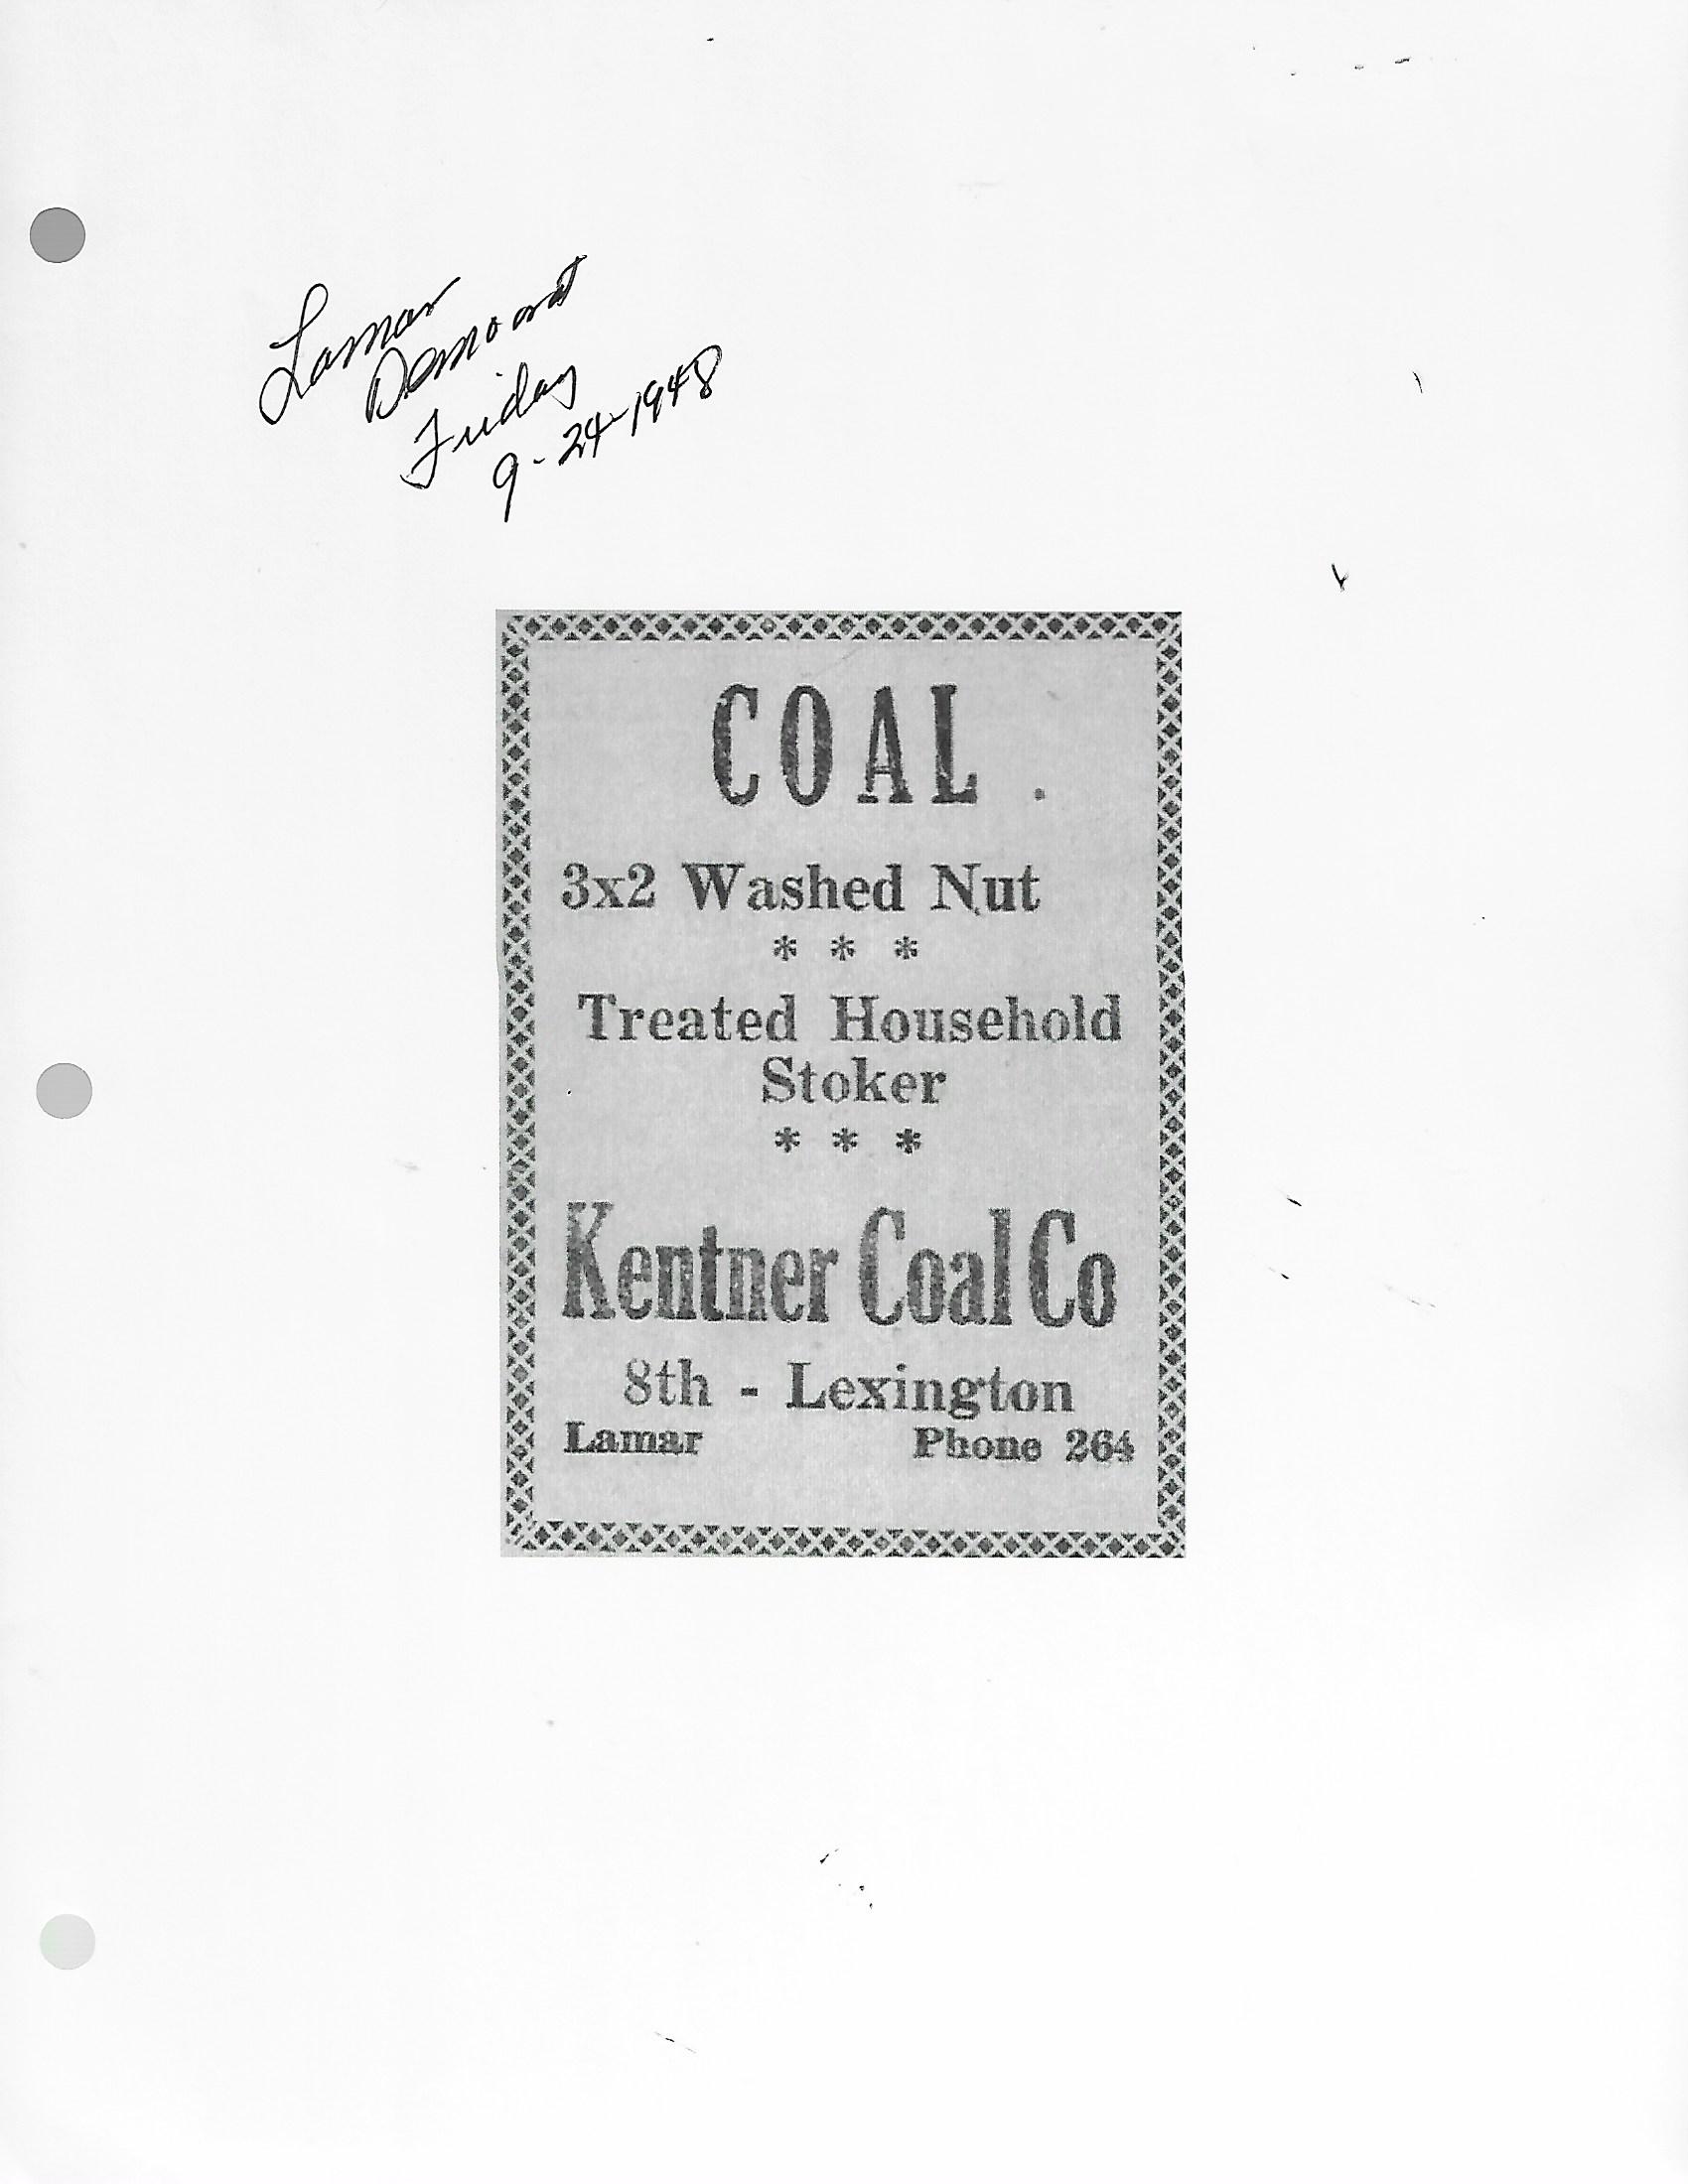 Lamar
Democrat
Friday
9-24-1948
COAL .
3x2 Washed Nut
* * *
Treated Household
Stoker
* * *
Kentner Coal Co
8th - Lexington
Lamar Phone 264